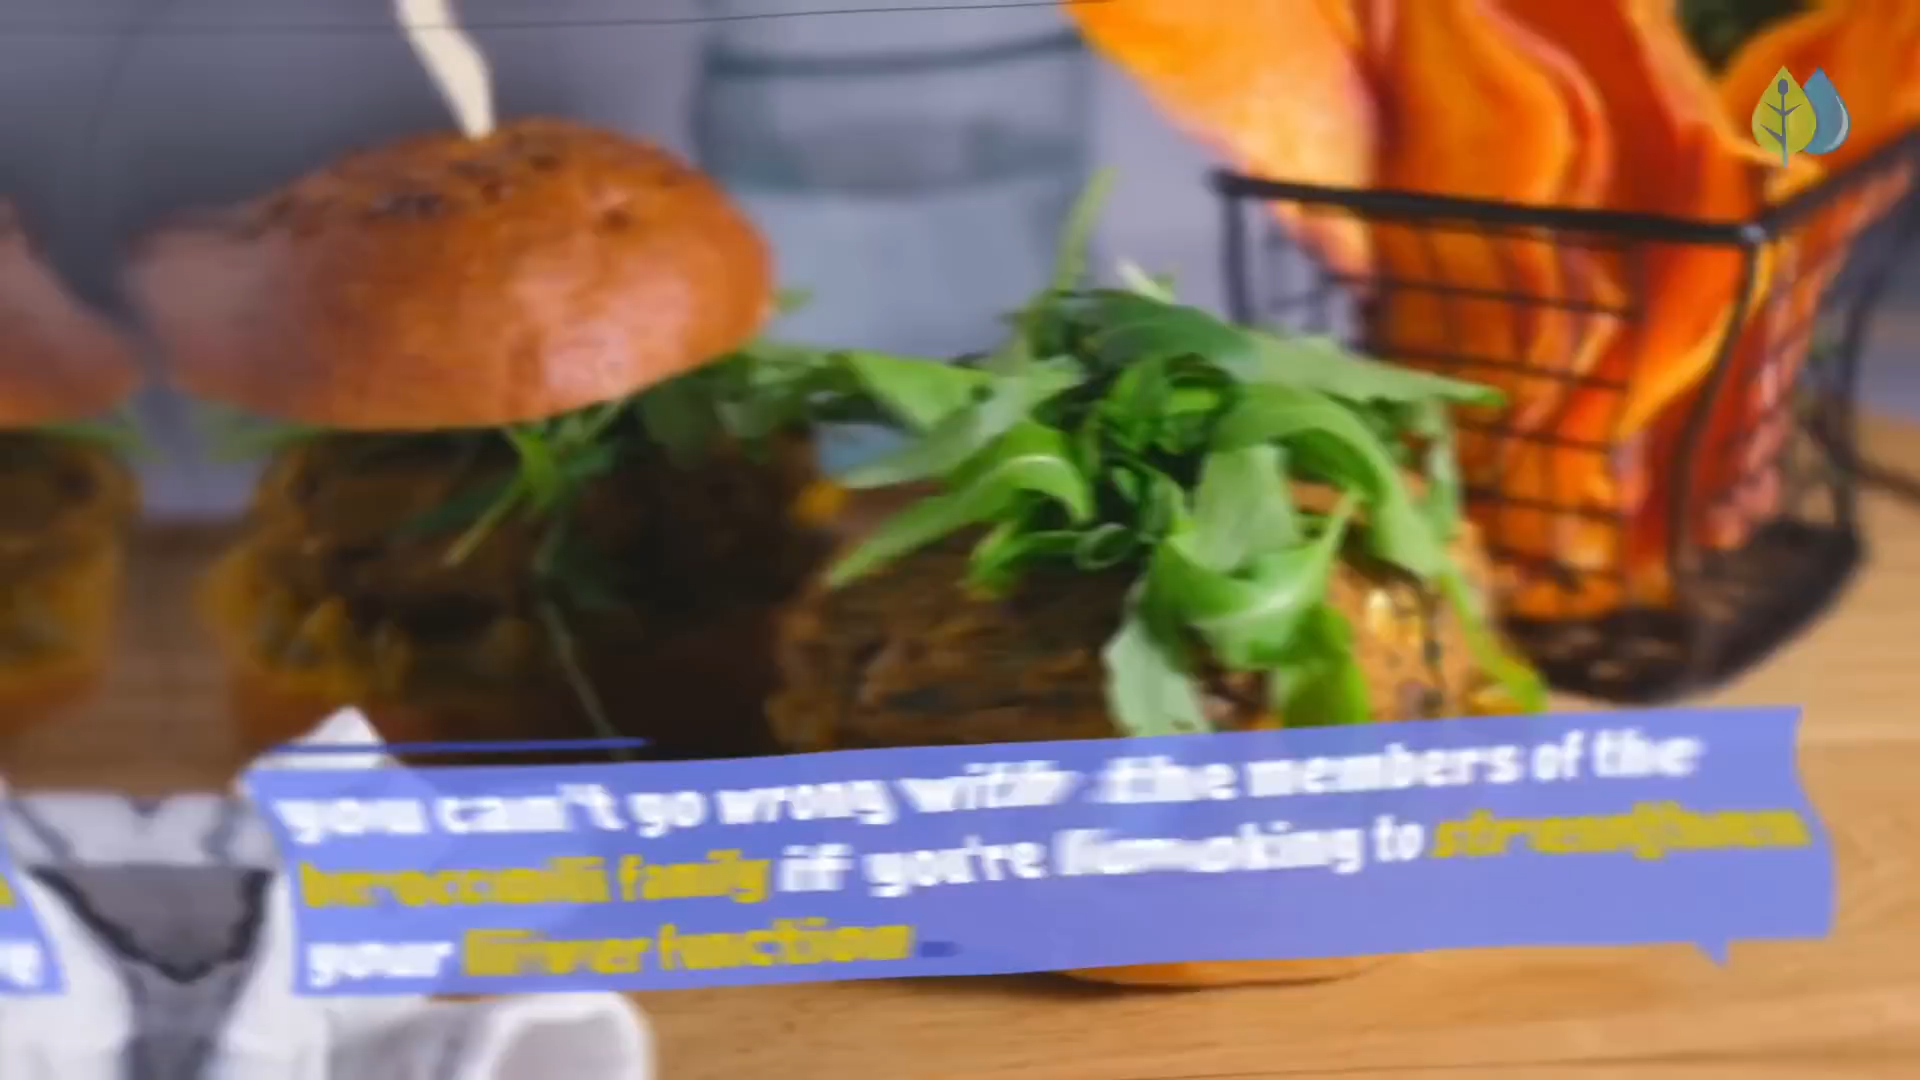 you can't go wrong with the members of the
broccoli family if you're looking to strengthen
your liver function